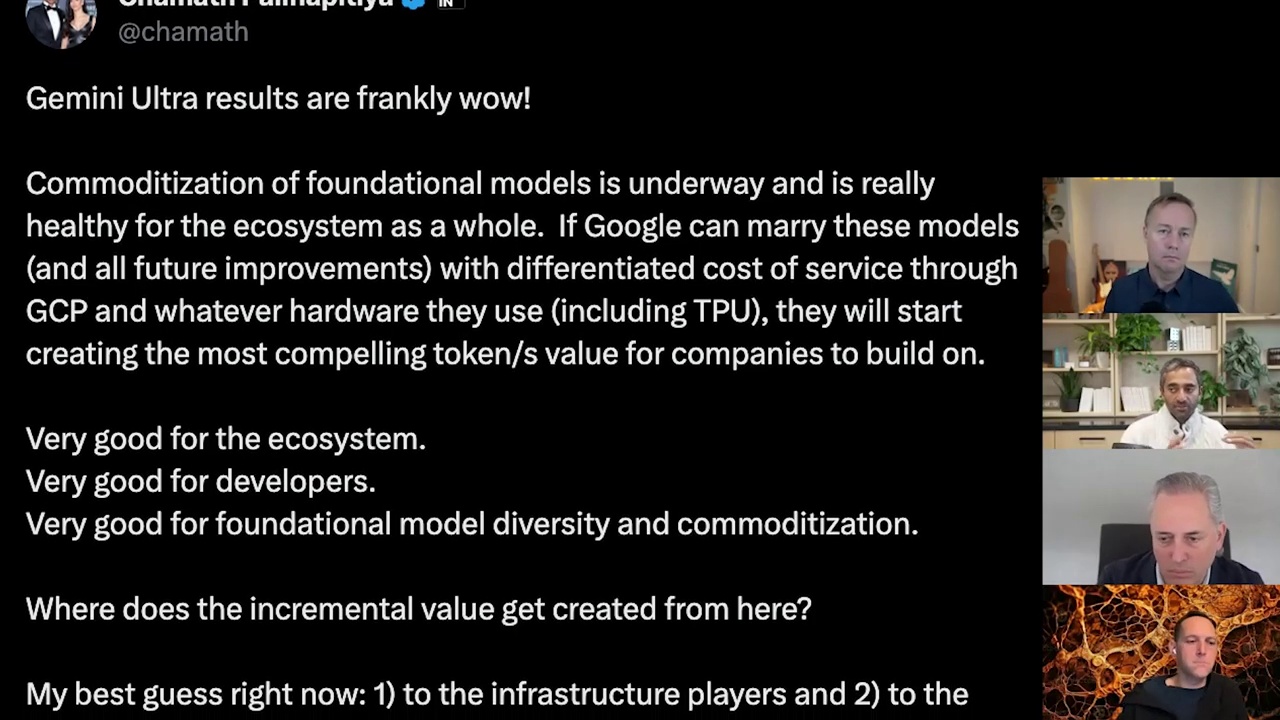 Chamath Palihapitiya
@chamath
Gemini Ultra results are frankly wow!
Commoditization of foundational models is underway and is really
healthy for the ecosystem as a whole. If Google can marry these models
(and all future improvements) with differentiated cost of service through
GCP and whatever hardware they use (including TPU), they will start
creating the most compelling token/s value for companies to build on.
Very good for the ecosystem.
Very good for developers.
Very good for foundational model diversity and commoditization.
Where does the incremental value get created from here?
My best guess right now: 1) to the infrastructure players and 2) to the